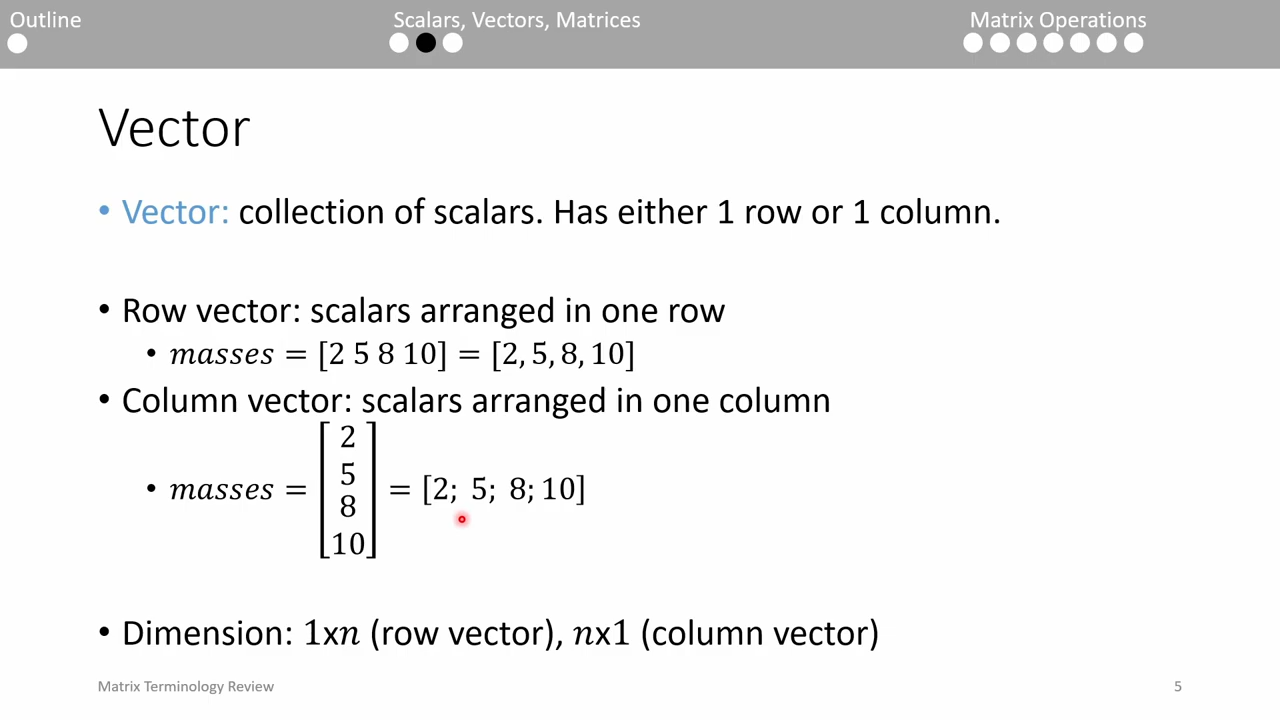 Outline
Scalars, Vectors, Matrices
Matrix Operations
Vector
• Vector: collection of scalars. Has either 1 row or 1 column.
• Row vector: scalars arranged in one row
• masses = [2 5 8 10] = [2, 5, 8, 10]
• Column vector: scalars arranged in one column
2
5
• masses = = [2; 5; 8; 10]
8
10
• Dimension: 1xn (row vector), nx1 (column vector)
Matrix Terminology Review
5